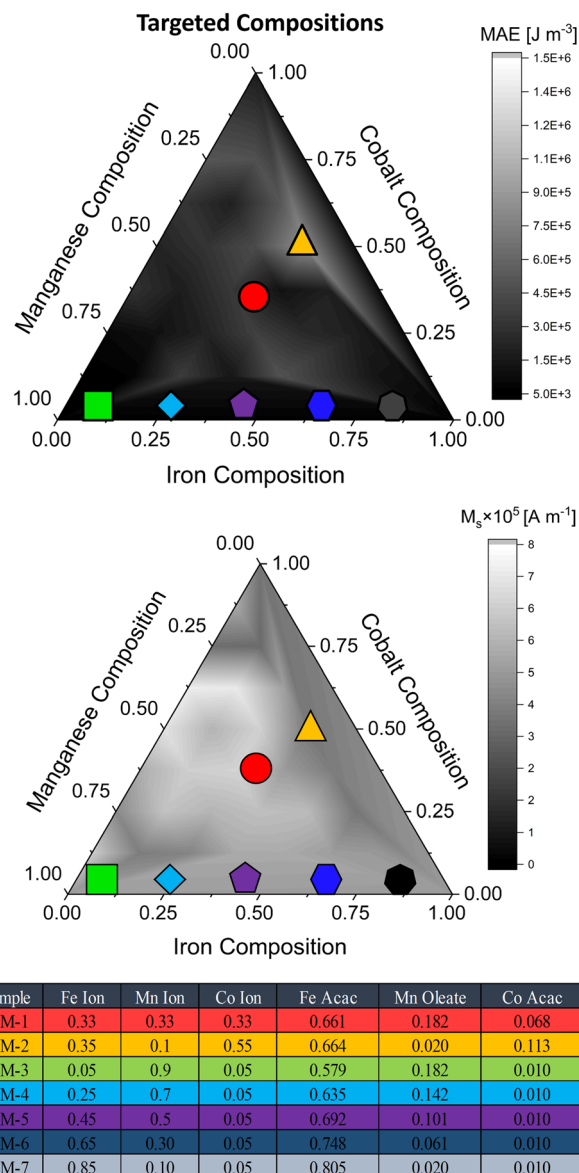 Targeted Compositions
MAE [J m⁻³]
0.00
1.00
0.25
0.75
0.50
0.50
0.75
0.25
1.00
0.00
0.00
0.25
0.50
0.75
1.00
Manganese Composition
Cobalt Composition
Iron Composition
1.5E+6
1.4E+6
1.2E+6
1.1E+6
9.0E+5
7.5E+5
6.0E+5
4.5E+5
3.0E+5
1.5E+5
5.0E+3
Mₛ×10⁵ [A m⁻¹]
0.00
1.00
0.25
0.75
0.50
0.50
0.75
0.25
1.00
0.00
0.00
0.25
0.50
0.75
1.00
Manganese Composition
Cobalt Composition
Iron Composition
8
7
6
6
5
4
3
2
2
1
0
mple Fe Ion Mn Ion Co Ion Fe Acac Mn Oleate Co Acac
M-1 0.33 0.33 0.33 0.661 0.182 0.068
M-2 0.35 0.1 0.55 0.664 0.020 0.113
M-3 0.05 0.9 0.05 0.579 0.182 0.010
M-4 0.25 0.7 0.05 0.635 0.142 0.010
M-5 0.45 0.5 0.05 0.692 0.101 0.010
M-6 0.65 0.30 0.05 0.748 0.061 0.010
M-7 0.85 0.10 0.05 0.805 0.020 0.010